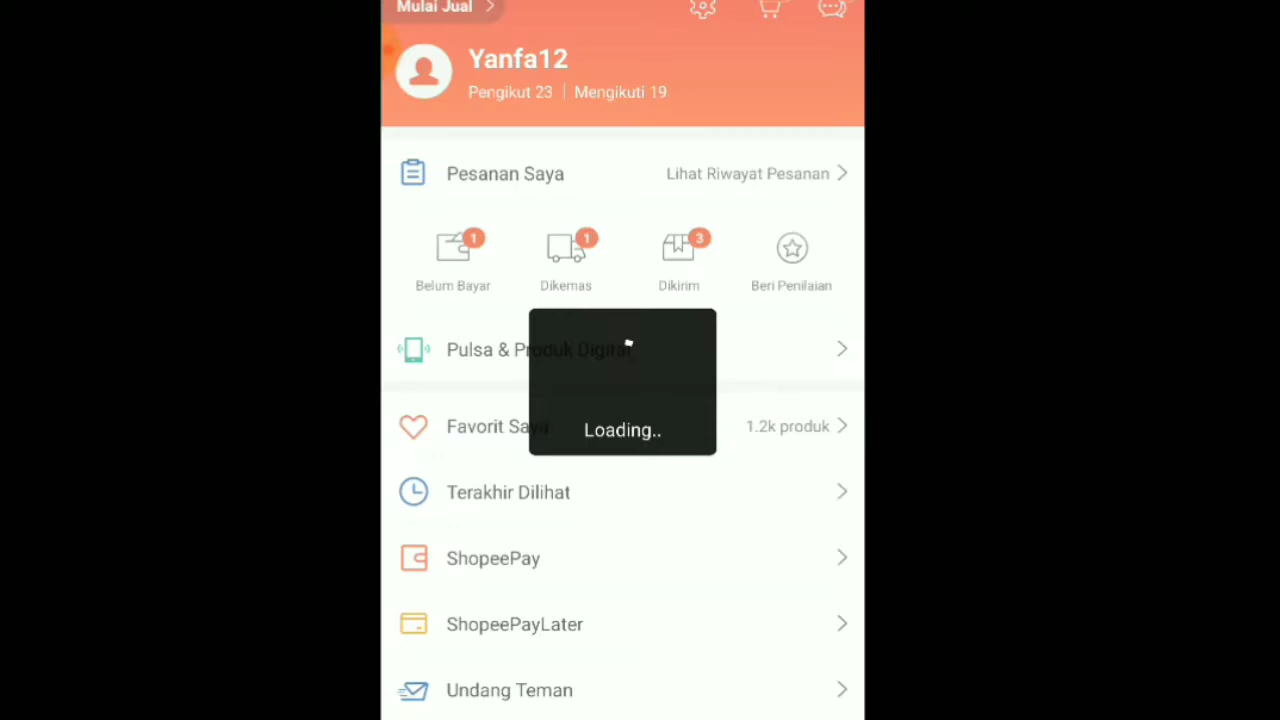 Mulai Jual
Yanfa12
Pengikut 23 Mengikuti 19
Pesanan Saya Lihat Riwayat Pesanan
1 1 3
Belum Bayar Dikemas Dikirim Beri Penilaian
Pulsa & Produk Digital
Favorit Saya 1.2k produk
Loading..
Terakhir Dilihat
ShopeePay
ShopeePayLater
Undang Teman